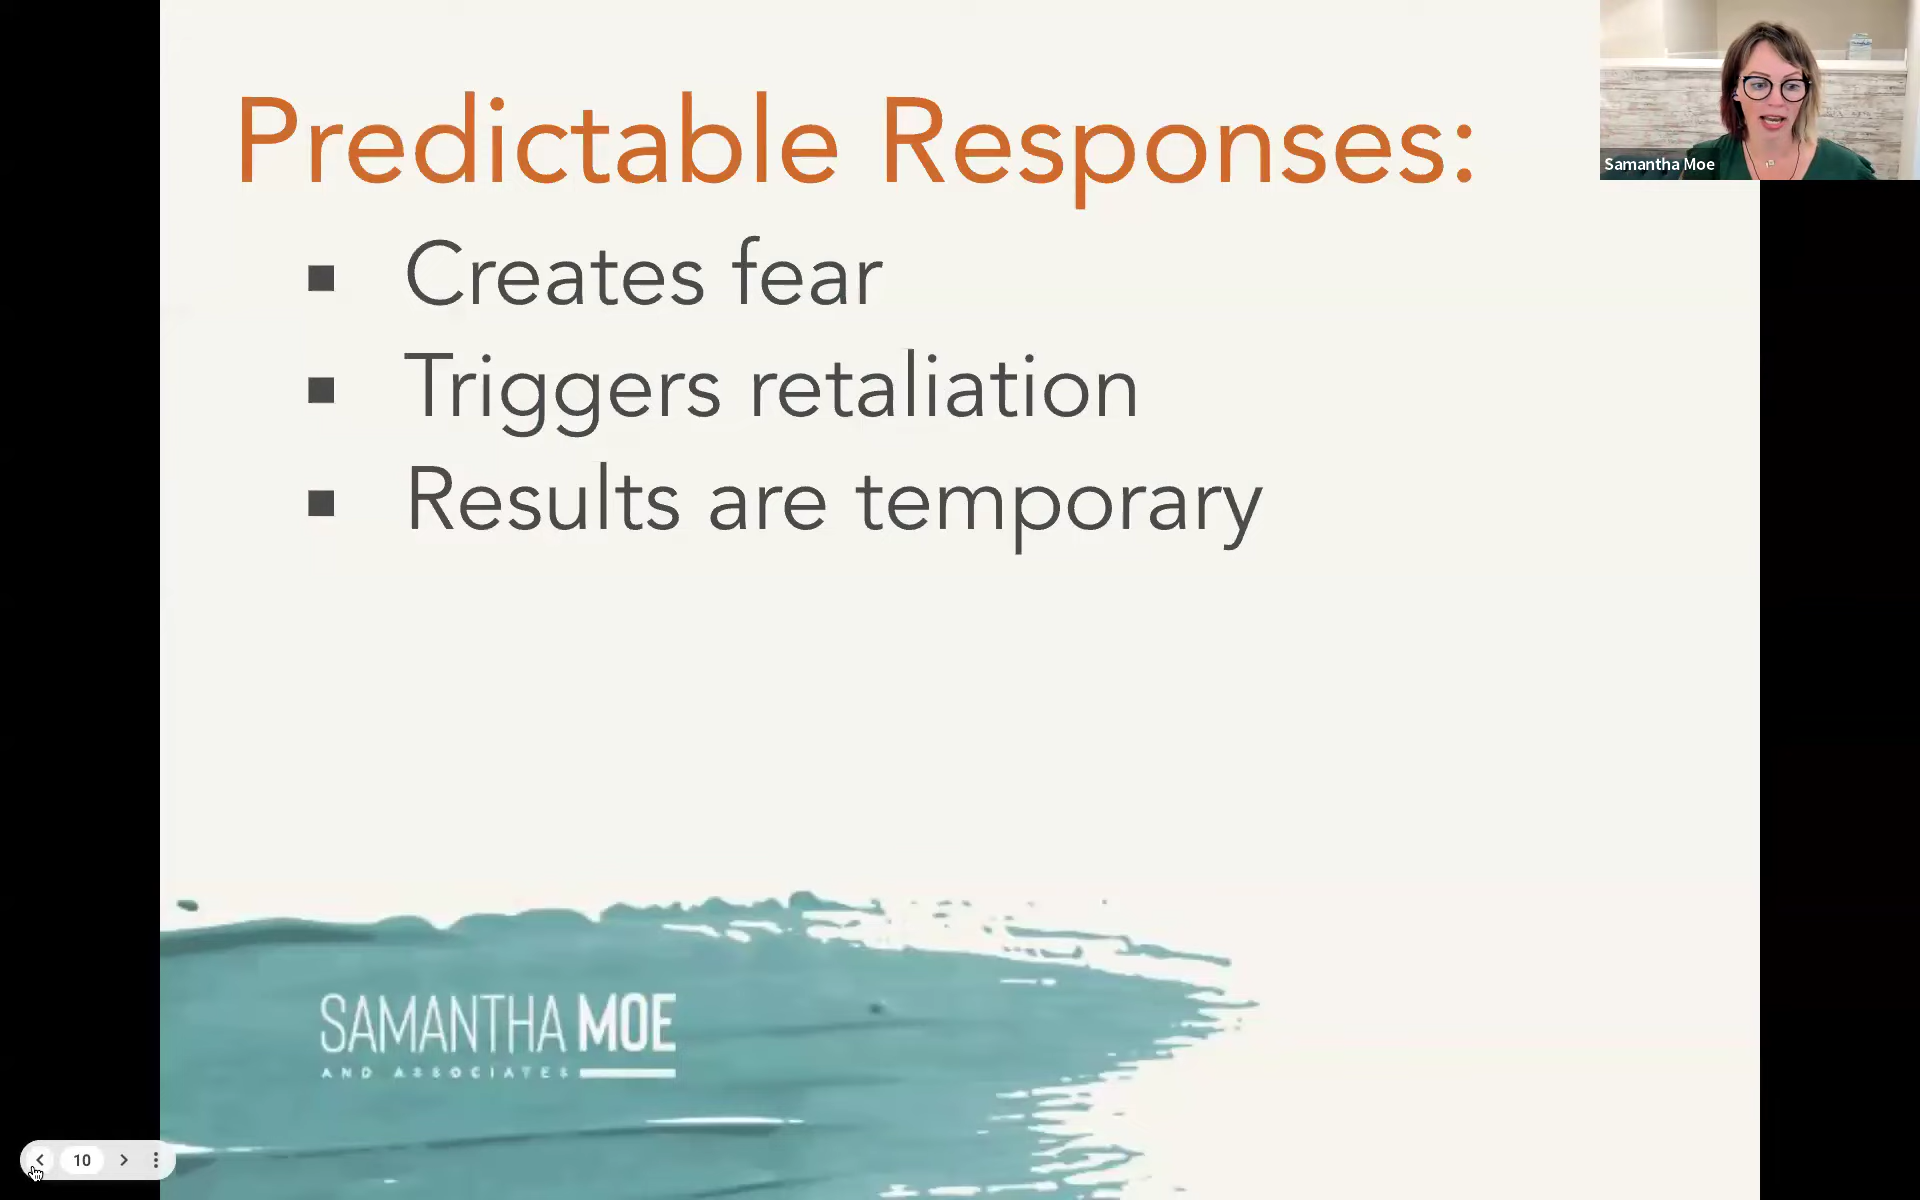 Predictable Responses:
Creates fear
Triggers retaliation
Results are temporary
Samantha Moe
SAMANTHA MOE
AND ASSOCIATES
10